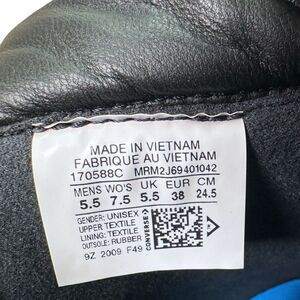 MADE IN VIETNAM
FABRIQUE AU VIETNAM
170588C MRM2J69401042
MENS WO'S UK EUR CM
5.5 7.5 5.5 38 24.5
GENDER: UNISEX
UPPER: TEXTILE
LINING: TEXTILE
OUTSOLE: RUBBER
CONVERSE
9Z 2009 F49